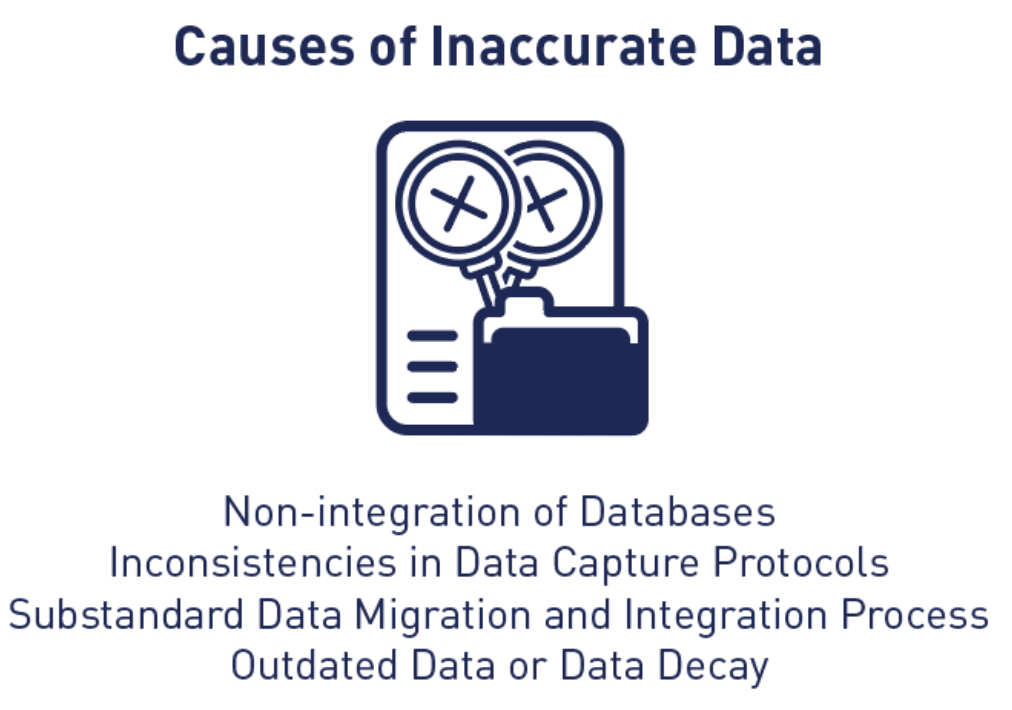 Causes of Inaccurate Data
Non-integration of Databases
Inconsistencies in Data Capture Protocols
Substandard Data Migration and Integration Process
Outdated Data or Data Decay